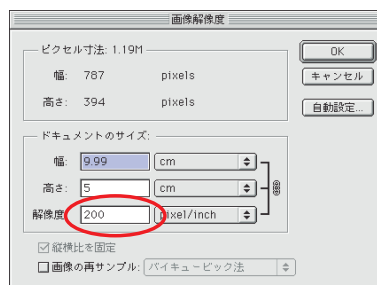 画像解像度
ピクセル寸法: 1.19M
幅: 787 pixels
高さ: 394 pixels
OK
キャンセル
自動設定...
ドキュメントのサイズ:
幅: 9.99 cm
高さ: 5 cm
解像度: 200 pixel/inch
縦横比を固定
画像の再サンプル: バイキュービック法